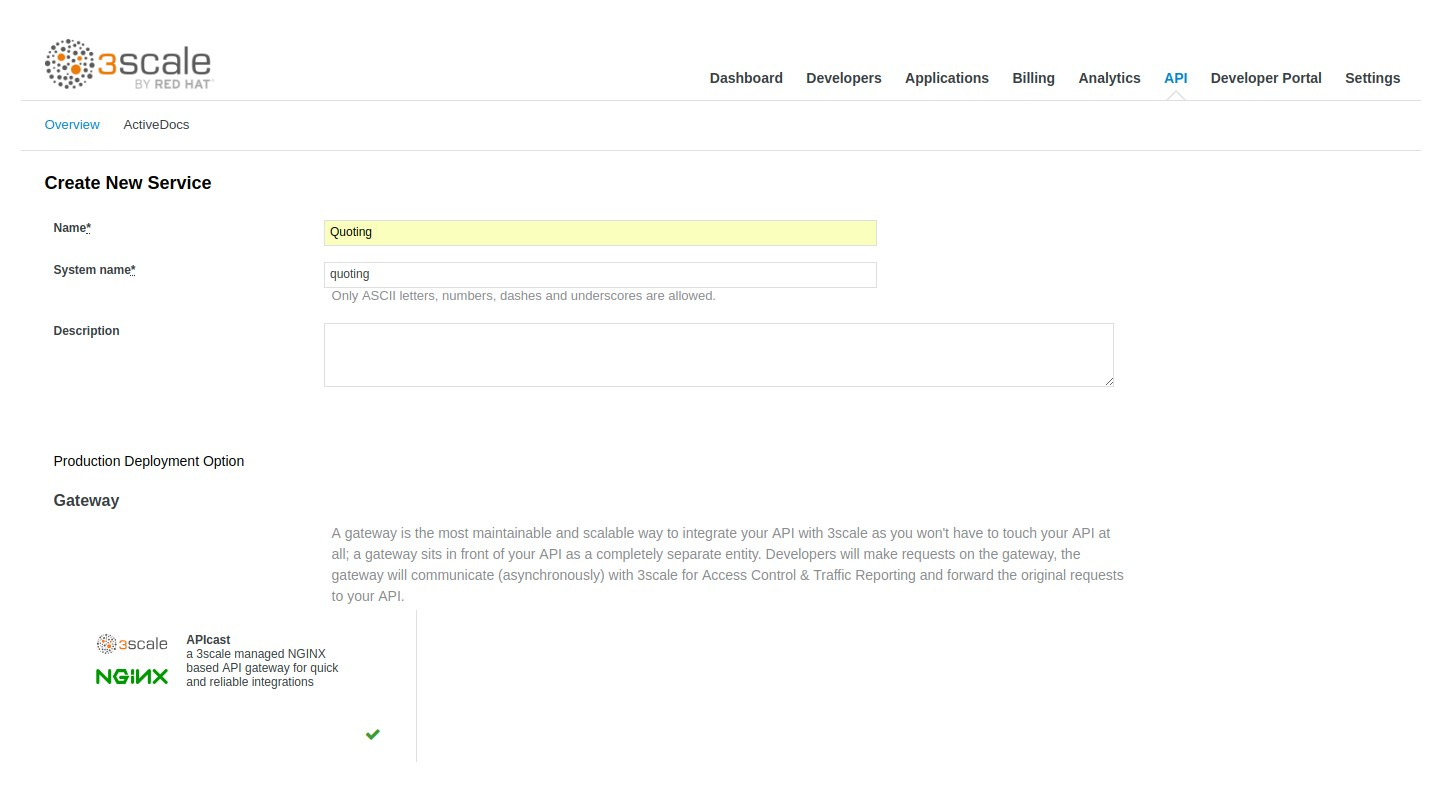 3scale
BY RED HAT
Dashboard Developers Applications Billing Analytics API Developer Portal Settings
Overview ActiveDocs
Create New Service
Name*
Quoting
System name*
quoting
Only ASCII letters, numbers, dashes and underscores are allowed.
Description
Production Deployment Option
Gateway
A gateway is the most maintainable and scalable way to integrate your API with 3scale as you won't have to touch your API at
all; a gateway sits in front of your API as a completely separate entity. Developers will make requests on the gateway, the
gateway will communicate (asynchronously) with 3scale for Access Control & Traffic Reporting and forward the original requests
to your API.
3scale
NGINX
APIcast
a 3scale managed NGINX
based API gateway for quick
and reliable integrations